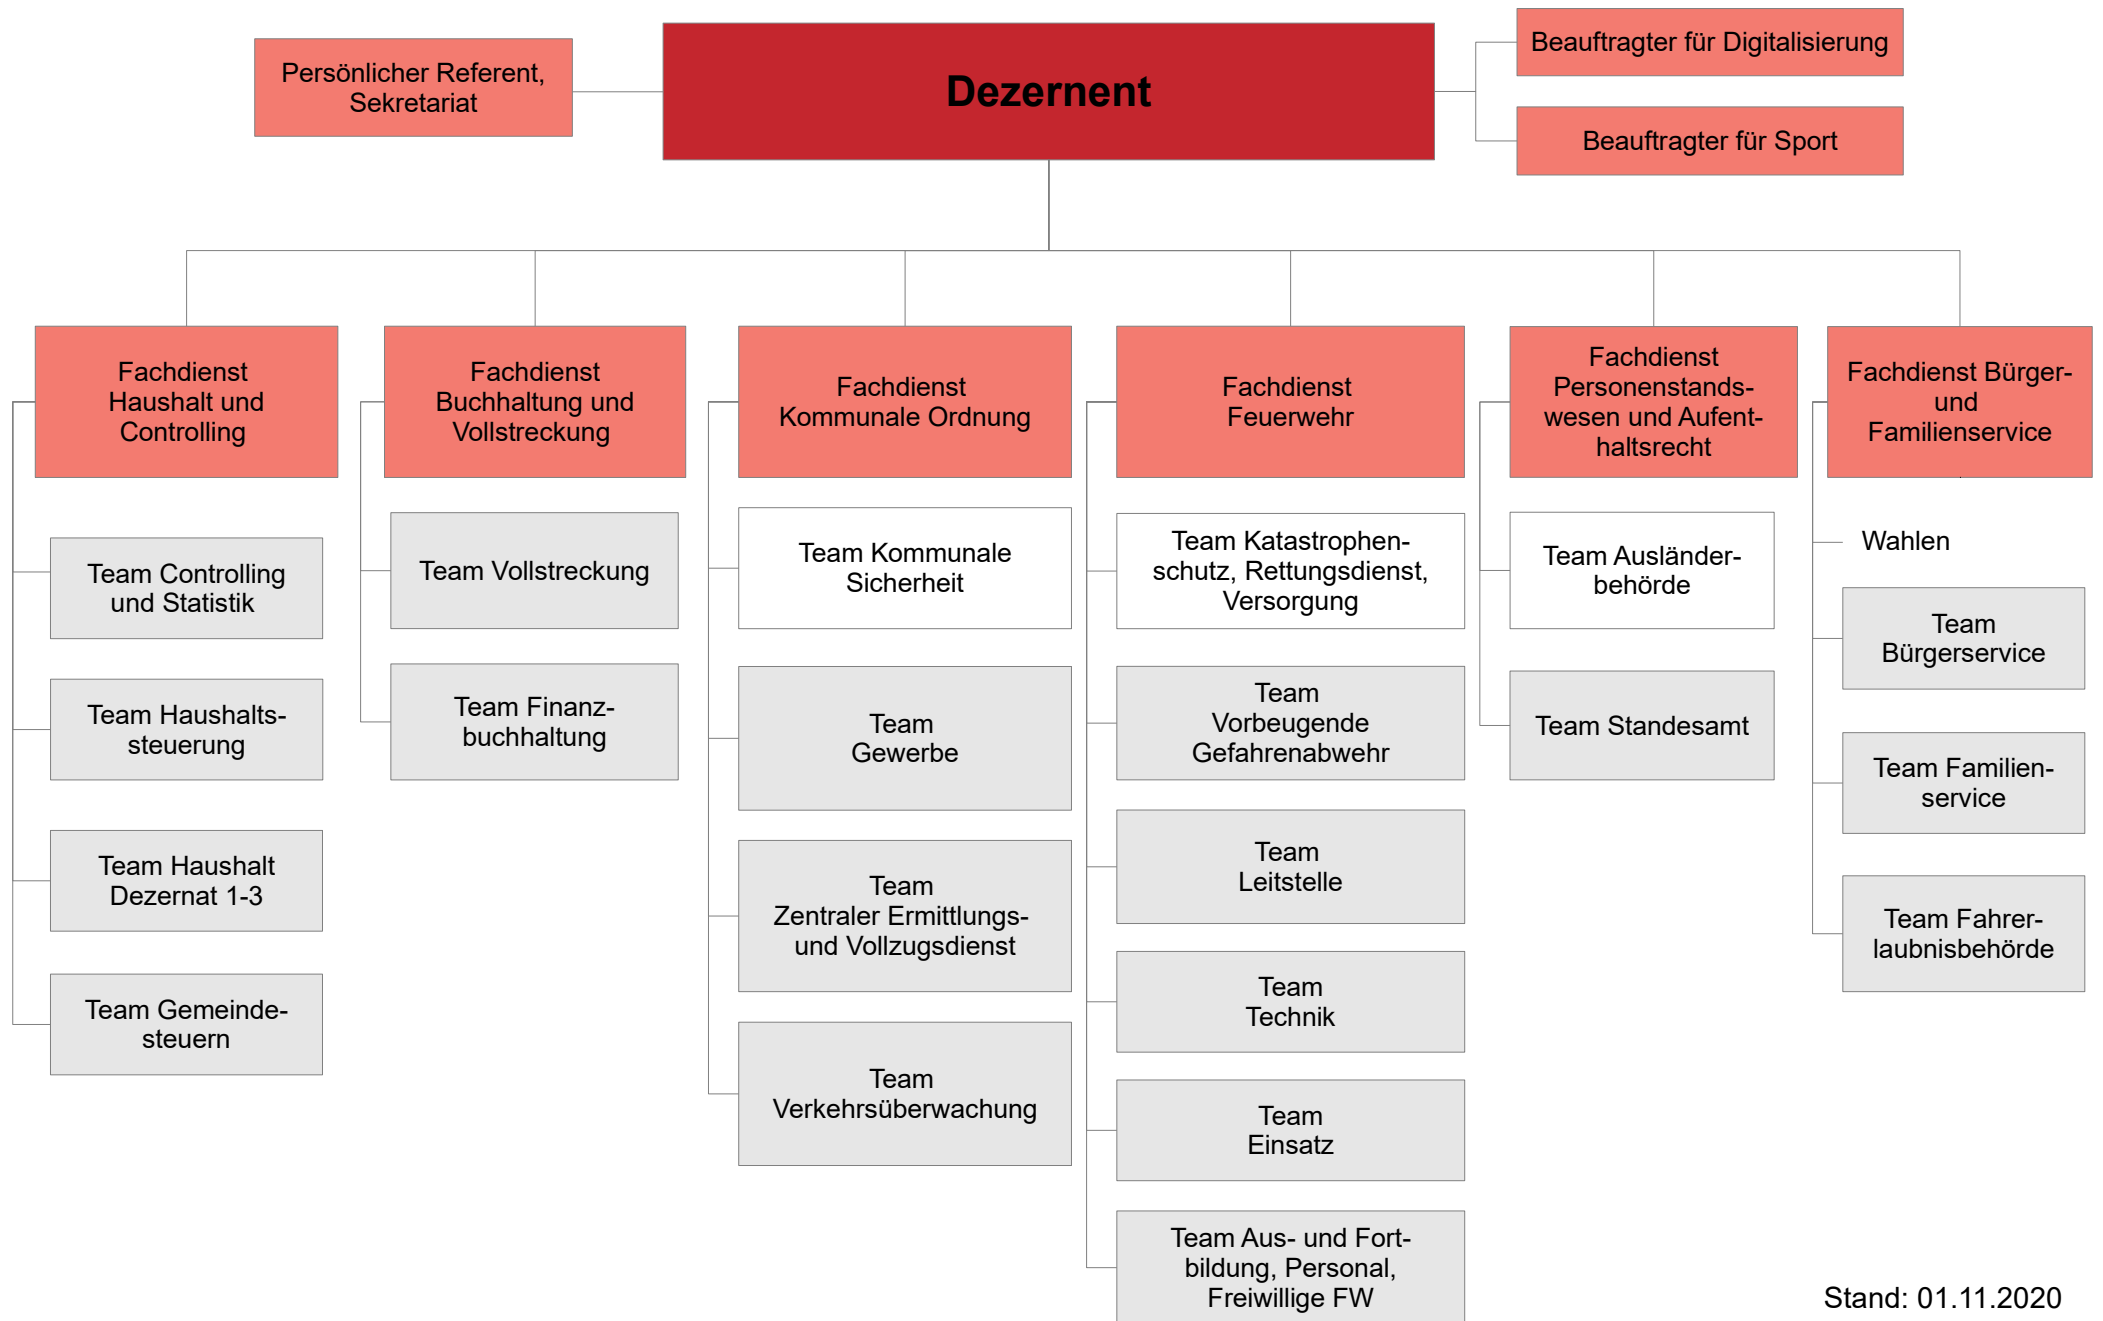 Persönlicher Referent,
Sekretariat
Dezernent
Beauftragter für Digitalisierung
Beauftragter für Sport
Fachdienst
Haushalt und
Controlling
Team Controlling
und Statistik
Team Haushalts-
steuerung
Team Haushalt
Dezernat 1-3
Team Gemeinde-
steuern
Fachdienst
Buchhaltung und
Vollstreckung
Team Vollstreckung
Team Finanz-
buchhaltung
Fachdienst
Kommunale Ordnung
Team Kommunale
Sicherheit
Team
Gewerbe
Team
Zentraler Ermittlungs-
und Vollzugsdienst
Team
Verkehrsüberwachung
Fachdienst
Feuerwehr
Team Katastrophen-
schutz, Rettungsdienst,
Versorgung
Team
Vorbeugende
Gefahrenabwehr
Team
Leitstelle
Team
Technik
Team
Einsatz
Team Aus- und Fort-
bildung, Personal,
Freiwillige FW
Fachdienst
Personenstands-
wesen und Aufent-
haltsrecht
Team Ausländer-
behörde
Team Standesamt
Fachdienst Bürger-
und
Familienservice
Wahlen
Team
Bürgerservice
Team Familien-
service
Team Fahrer-
laubnisbehörde
Stand: 01.11.2020